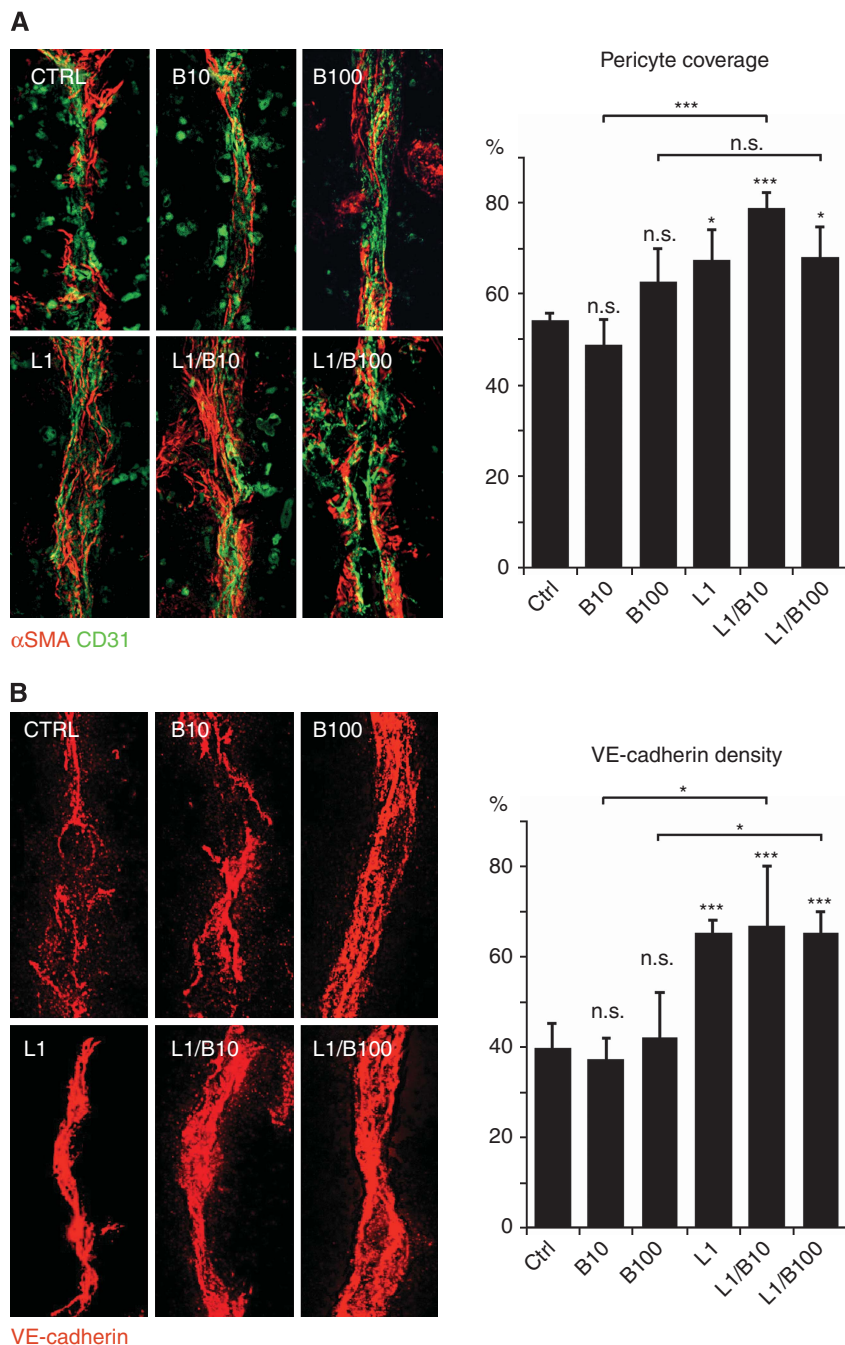 A
CTRL
B10
B100
L1
L1/B10
L1/B100
αSMA CD31
Pericyte coverage
***
n.s.
%
80
60
40
20
0
n.s.
n.s.
*
***
*
Ctrl
B10
B100
L1
L1/B10
L1/B100
B
CTRL
B10
B100
L1
L1/B10
L1/B100
VE-cadherin
VE-cadherin density
*
*
%
80
60
40
20
0
n.s.
n.s.
***
***
***
Ctrl
B10
B100
L1
L1/B10
L1/B100